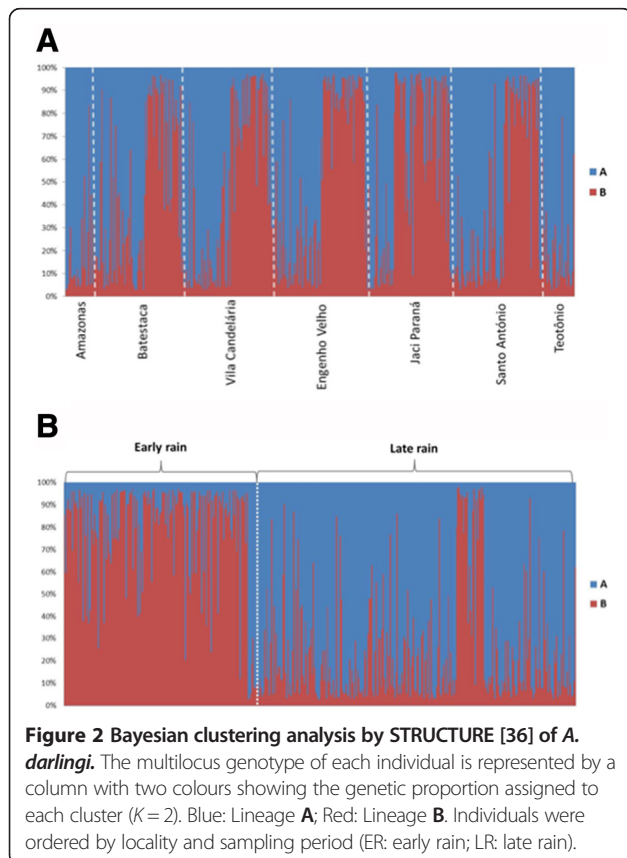 A
100%
90%
80%
70%
60%
50%
40%
30%
20%
10%
0%
A
B
Amazonas
Batestaca
Vila Candelária
Engenho Velho
Jaci Paraná
Santo António
Teotônio
B
Early rain
Late rain
100%
90%
80%
70%
60%
50%
40%
30%
20%
10%
0%
A
B
Figure 2 Bayesian clustering analysis by STRUCTURE [36] of A.
darlingi. The multilocus genotype of each individual is represented by a
column with two colours showing the genetic proportion assigned to
each cluster (K = 2). Blue: Lineage A; Red: Lineage B. Individuals were
ordered by locality and sampling period (ER: early rain; LR: late rain).